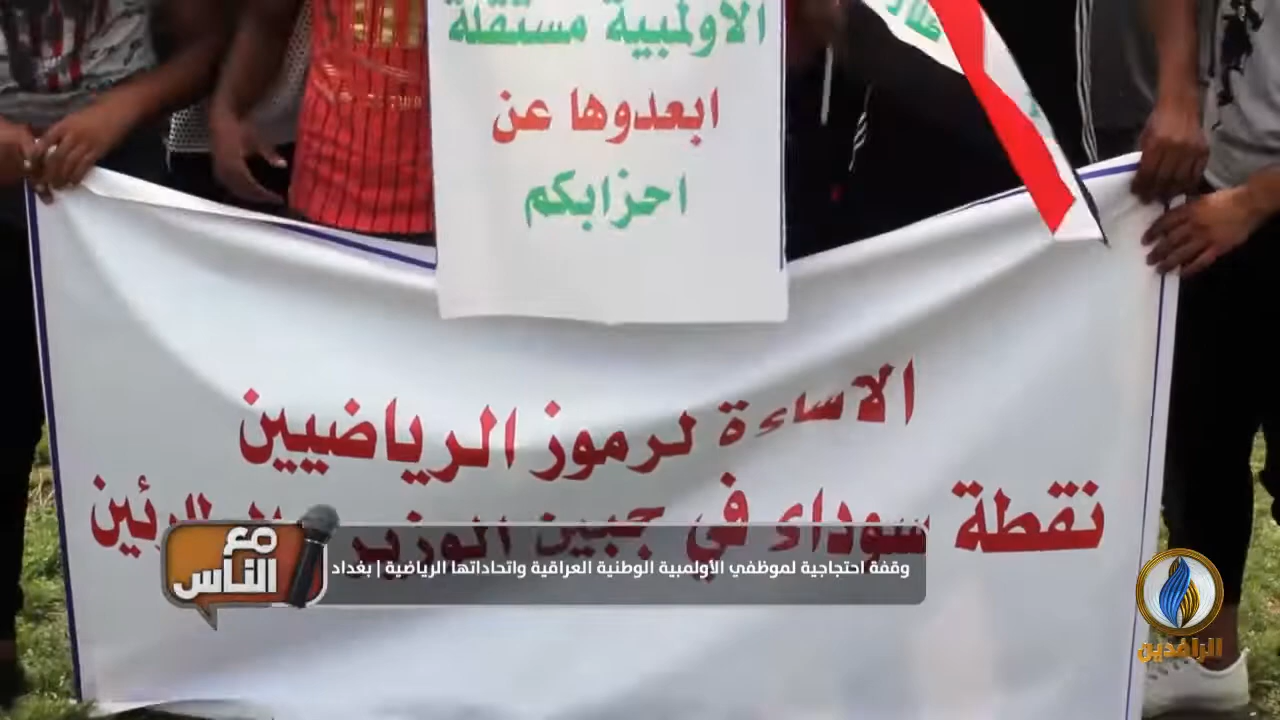 الاولمبية مستقلة
ابعدوها عن
احزابكم
الاساءة لرموز الرياضيين
نقطة سوداء في جبين الوزير
مع
الناس
وقفة احتجاجية لموظفي الأولمبية الوطنية العراقية واتحاداتها الرياضية | بغداد
الرافدين